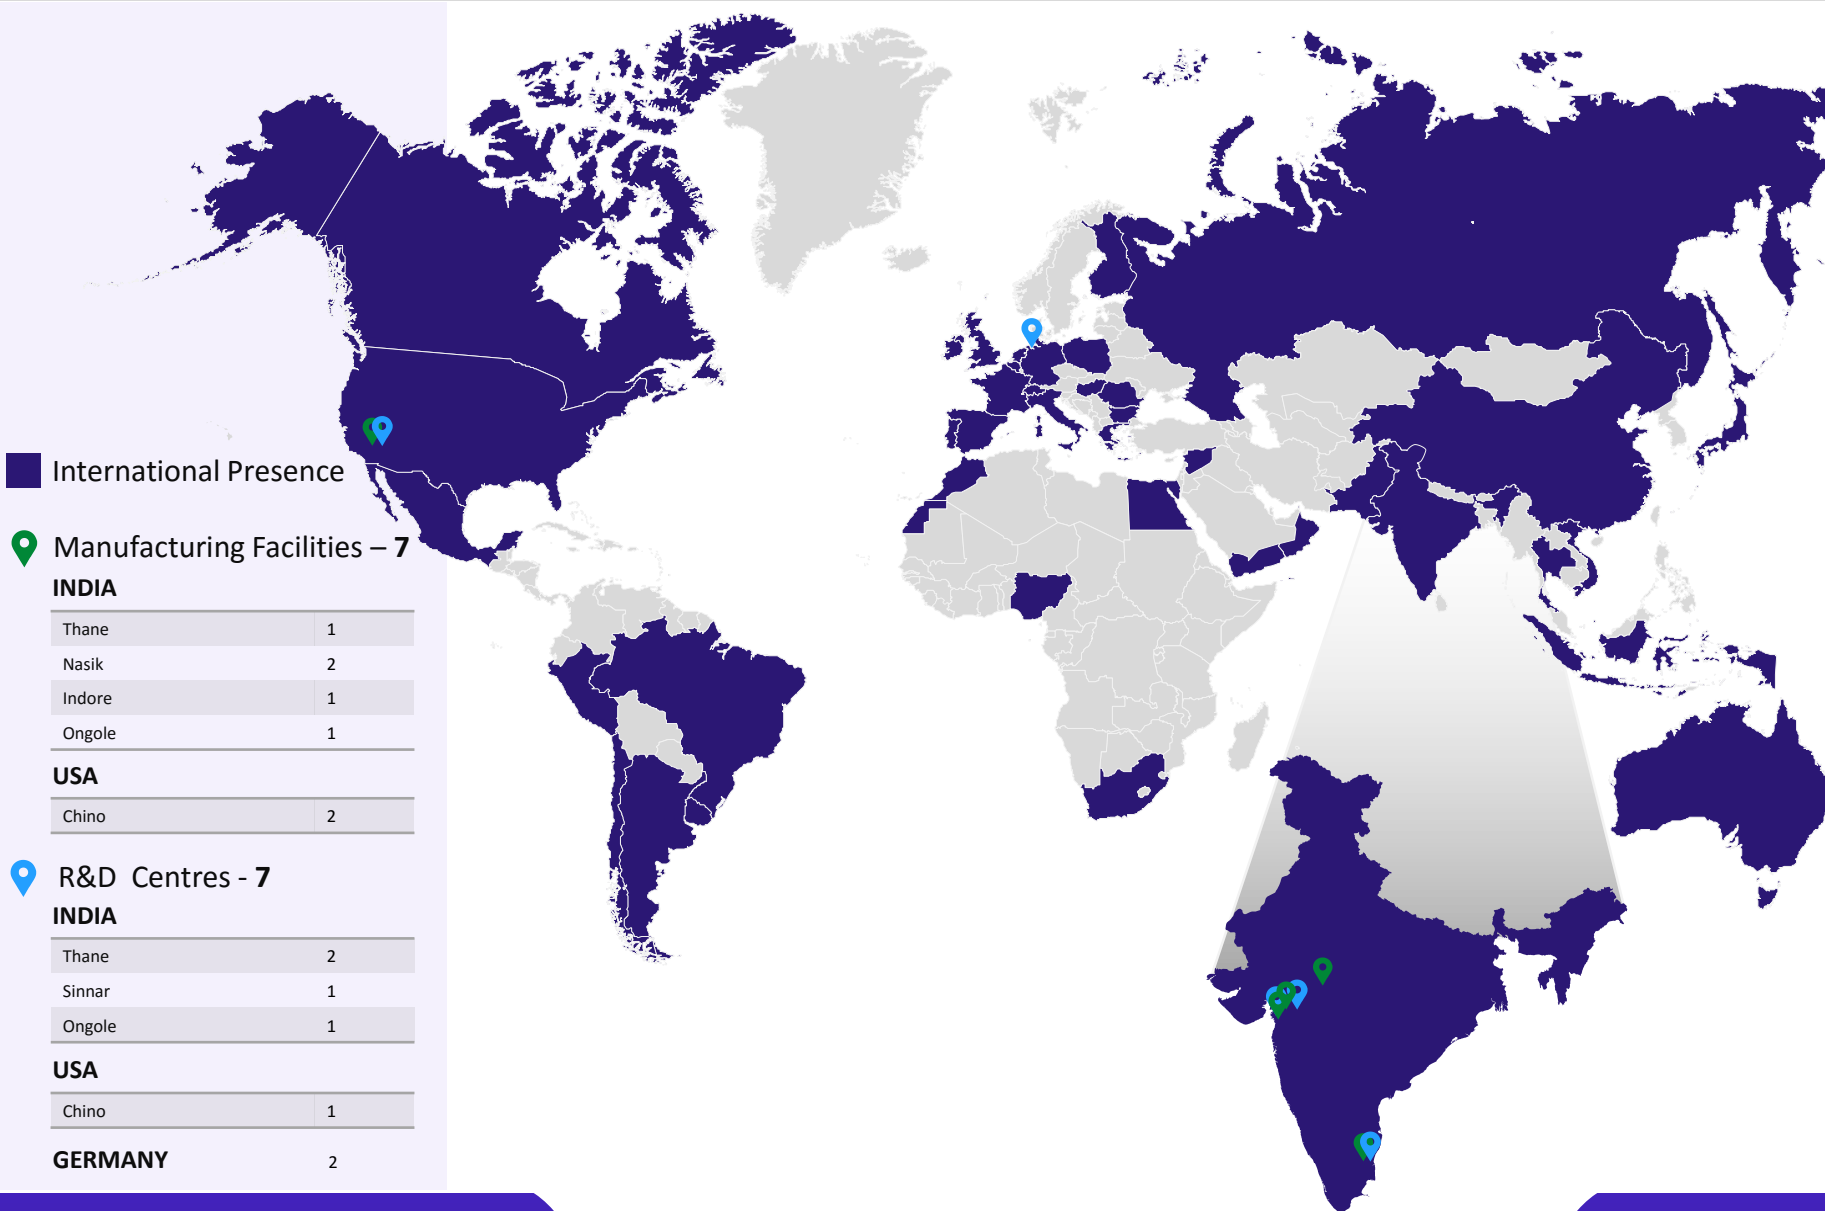 International Presence
Manufacturing Facilities – 7
INDIA
Thane 1
Nasik 2
Indore 1
Ongole 1
USA
Chino 2
R&D Centres - 7
INDIA
Thane 2
Sinnar 1
Ongole 1
USA
Chino 1
GERMANY 2